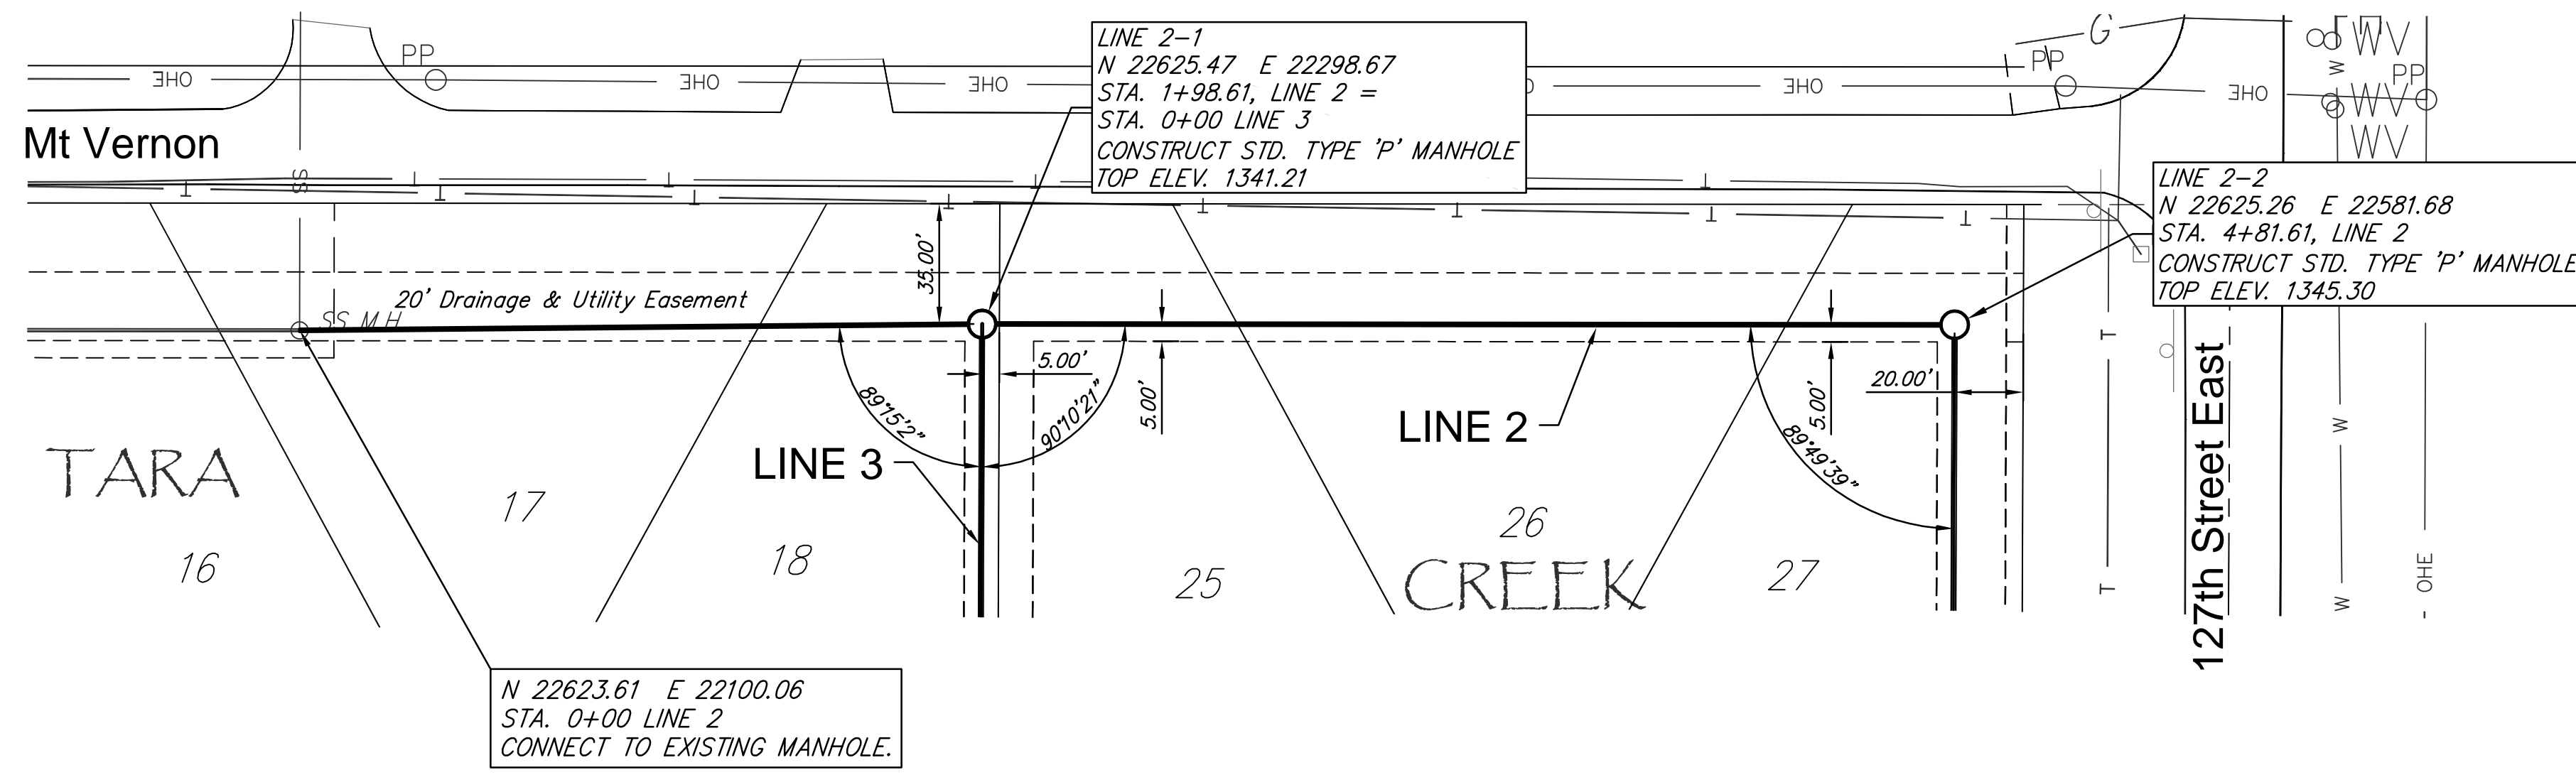 PP
OHE
OHE
OHE
OHE
PP
G
OHE
WV
W
PP
WV
WV
Mt Vernon
SS
T
T
T
T
T
T
T
T
T
T
T
T
T
LINE 2-1
N 22625.47 E 22298.67
STA. 1+98.61, LINE 2 =
STA. 0+00 LINE 3
CONSTRUCT STD. TYPE 'P' MANHOLE
TOP ELEV. 1341.21
LINE 2-2
N 22625.26 E 22581.68
STA. 4+81.61, LINE 2
CONSTRUCT STD. TYPE 'P' MANHOLE
TOP ELEV. 1345.30
35.00'
20' Drainage & Utility Easement
SS MH
5.00'
5.00'
5.00'
20.00'
89°15'2"
90°10'21"
89°49'39"
LINE 3
LINE 2
TARA
CREEK
16
17
18
25
26
27
T
T
127th Street East
W
W
OHE
N 22623.61 E 22100.06
STA. 0+00 LINE 2
CONNECT TO EXISTING MANHOLE.